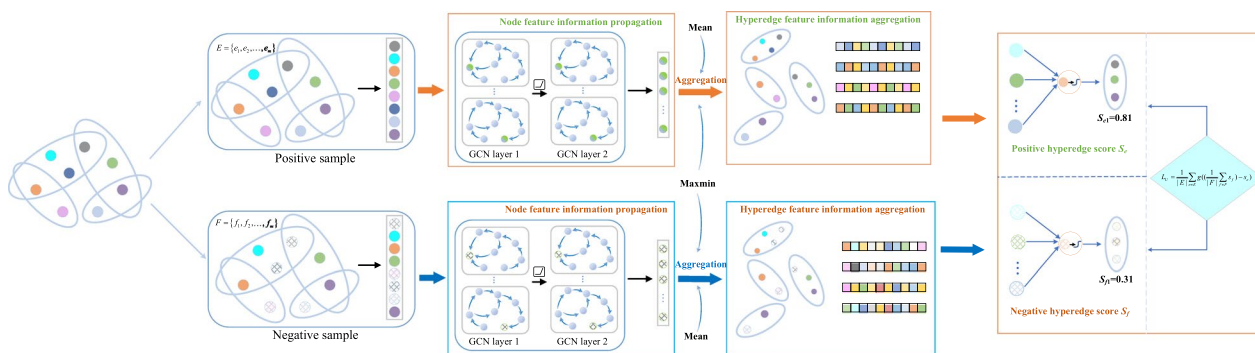 E = {e1, e2, ..., em}
Positive sample
Node feature information propagation
GCN layer 1
GCN layer 2
Mean
Aggregation
Hyperedge feature information aggregation
Se1=0.81
Positive hyperedge score Se
Maxmin
F = {f1, f2, ..., fm}
Negative sample
Node feature information propagation
GCN layer 1
GCN layer 2
Aggregation
Mean
Hyperedge feature information aggregation
Sf1=0.31
Negative hyperedge score Sf